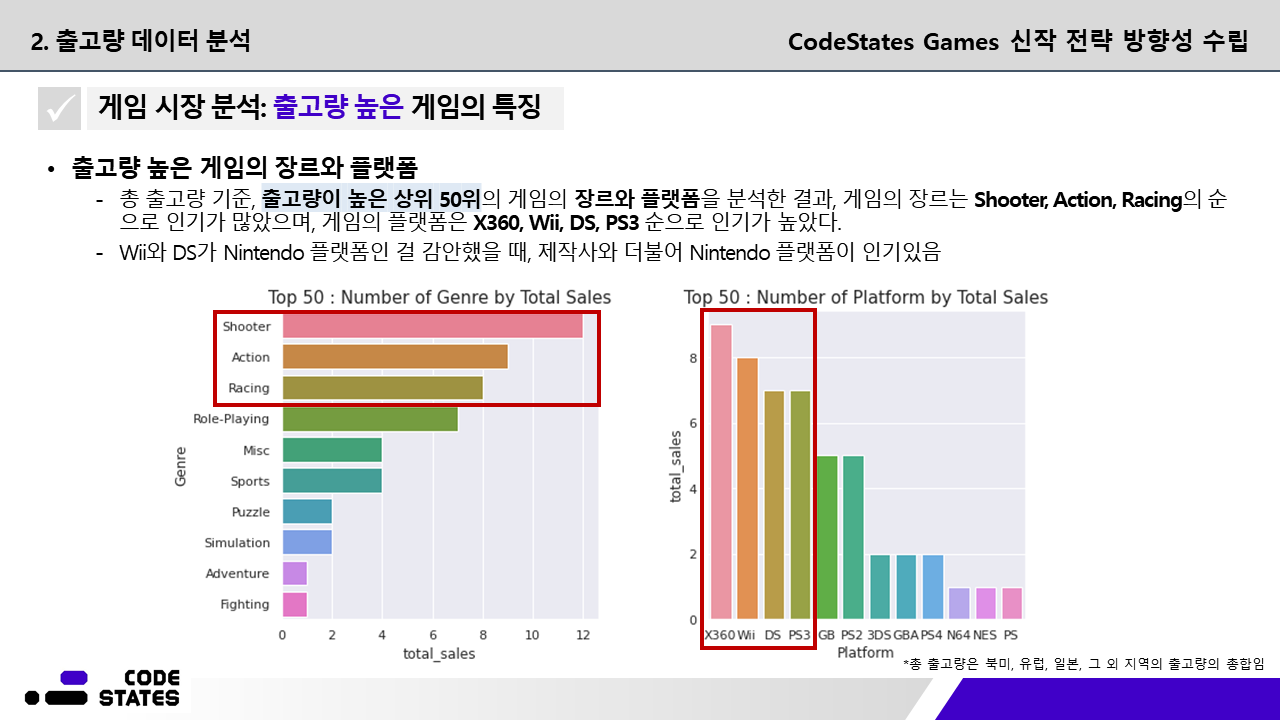 2. 출고량 데이터 분석
CodeStates Games 신작 전략 방향성 수립
게임 시장 분석: 출고량 높은 게임의 특징
• 출고량 높은 게임의 장르와 플랫폼
- 총 출고량 기준, 출고량이 높은 상위 50위의 게임의 장르와 플랫폼을 분석한 결과, 게임의 장르는 Shooter, Action, Racing의 순
으로 인기가 많았으며, 게임의 플랫폼은 X360, Wii, DS, PS3 순으로 인기가 높았다.
- Wii와 DS가 Nintendo 플랫폼인 걸 감안했을 때, 제작사와 더불어 Nintendo 플랫폼이 인기있음
Top 50 : Number of Genre by Total Sales
Shooter
Action
Racing
Role-Playing
Misc
Sports
Puzzle
Simulation
Adventure
Fighting
Genre
0 2 4 6 8 10 12
total_sales
Top 50 : Number of Platform by Total Sales
8
6
4
2
0
total_sales
X360 Wii DS PS3 GB PS2 3DS GBA PS4 N64 NES PS
Platform
*총 출고량은 북미, 유럽, 일본, 그 외 지역의 출고량의 총합임
CODE
STATES